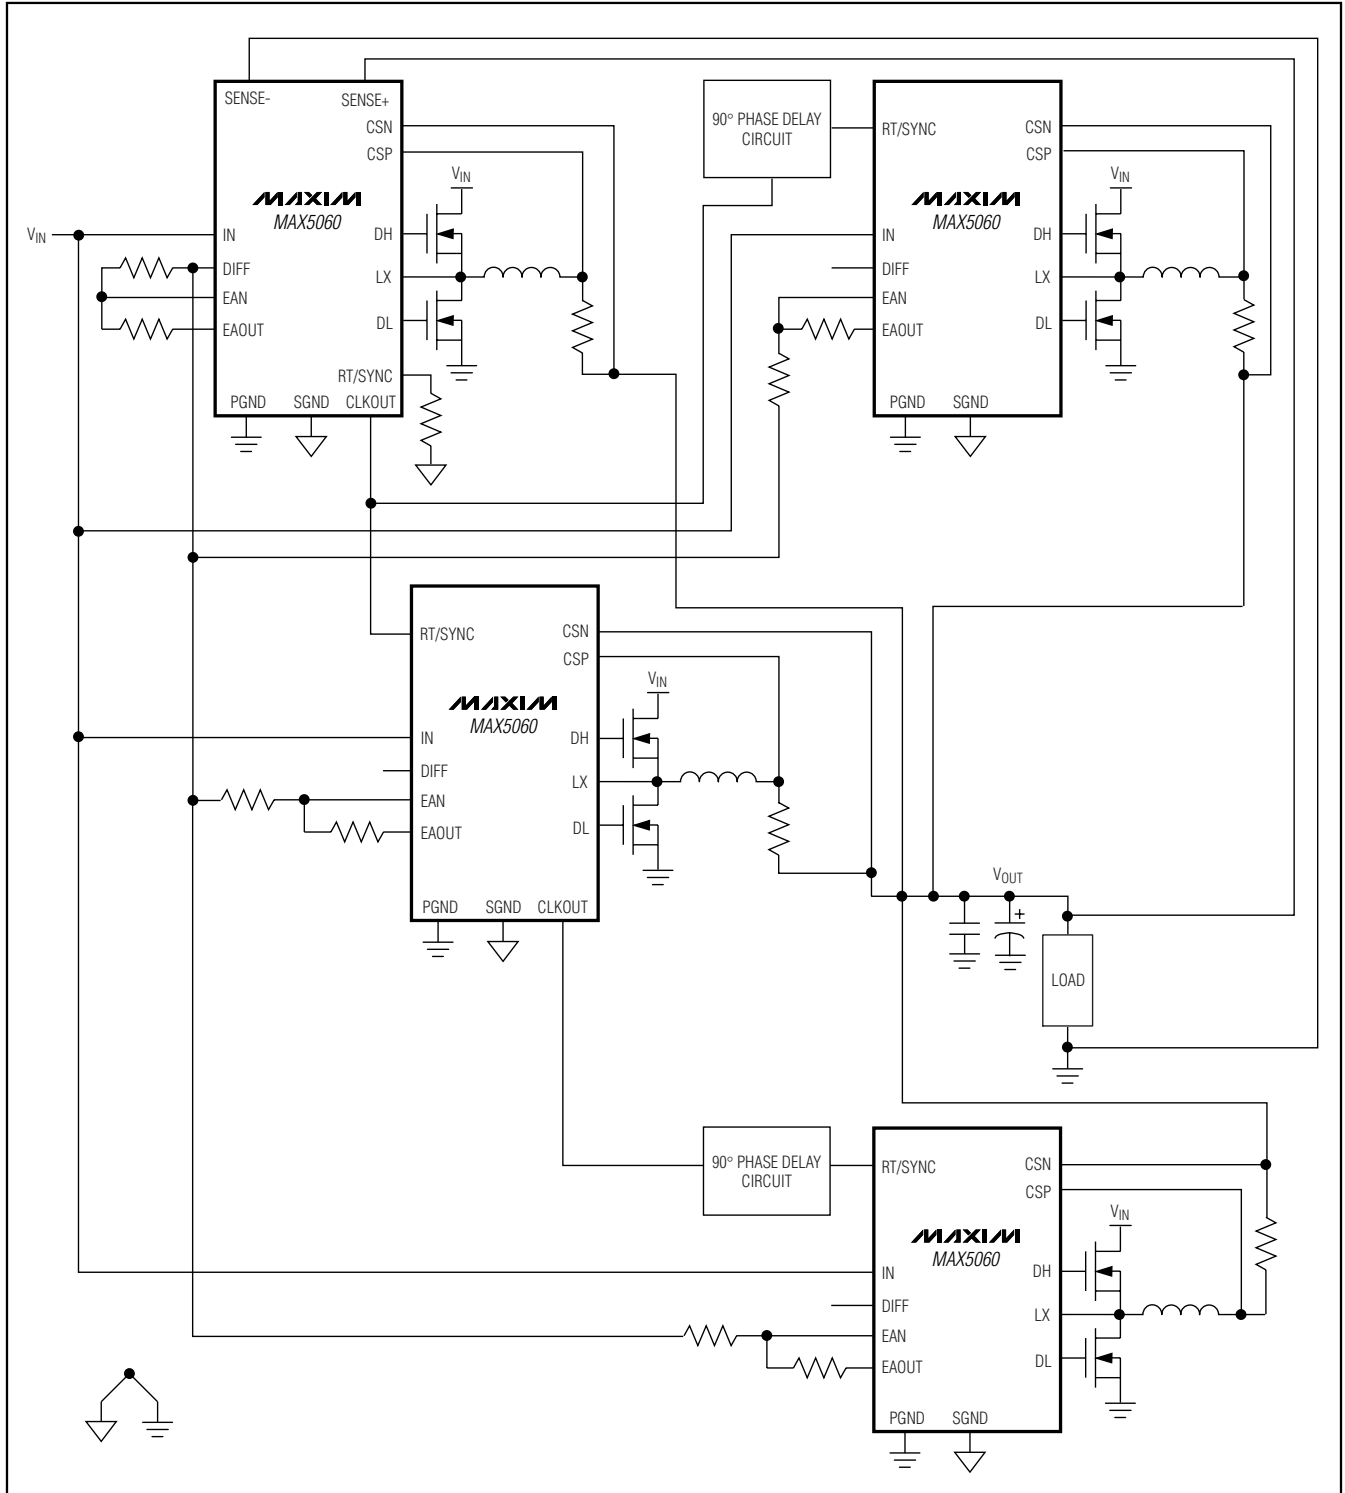 SENSE-
SENSE+
CSN
CSP
VIN
MAXIM
MAX5060
DH
VIN
IN
DIFF
LX
EAN
EAOUT
DL
RT/SYNC
PGND
SGND
CLKOUT
90° PHASE DELAY
CIRCUIT
RT/SYNC
CSN
CSP
VIN
MAXIM
MAX5060
IN
DH
DIFF
LX
EAN
EAOUT
DL
PGND
SGND
RT/SYNC
CSN
CSP
VIN
MAXIM
MAX5060
IN
DH
DIFF
LX
EAN
EAOUT
DL
PGND
SGND
CLKOUT
VOUT
+
LOAD
90° PHASE DELAY
CIRCUIT
RT/SYNC
CSN
CSP
VIN
MAXIM
MAX5060
IN
DH
DIFF
LX
EAN
EAOUT
DL
PGND
SGND